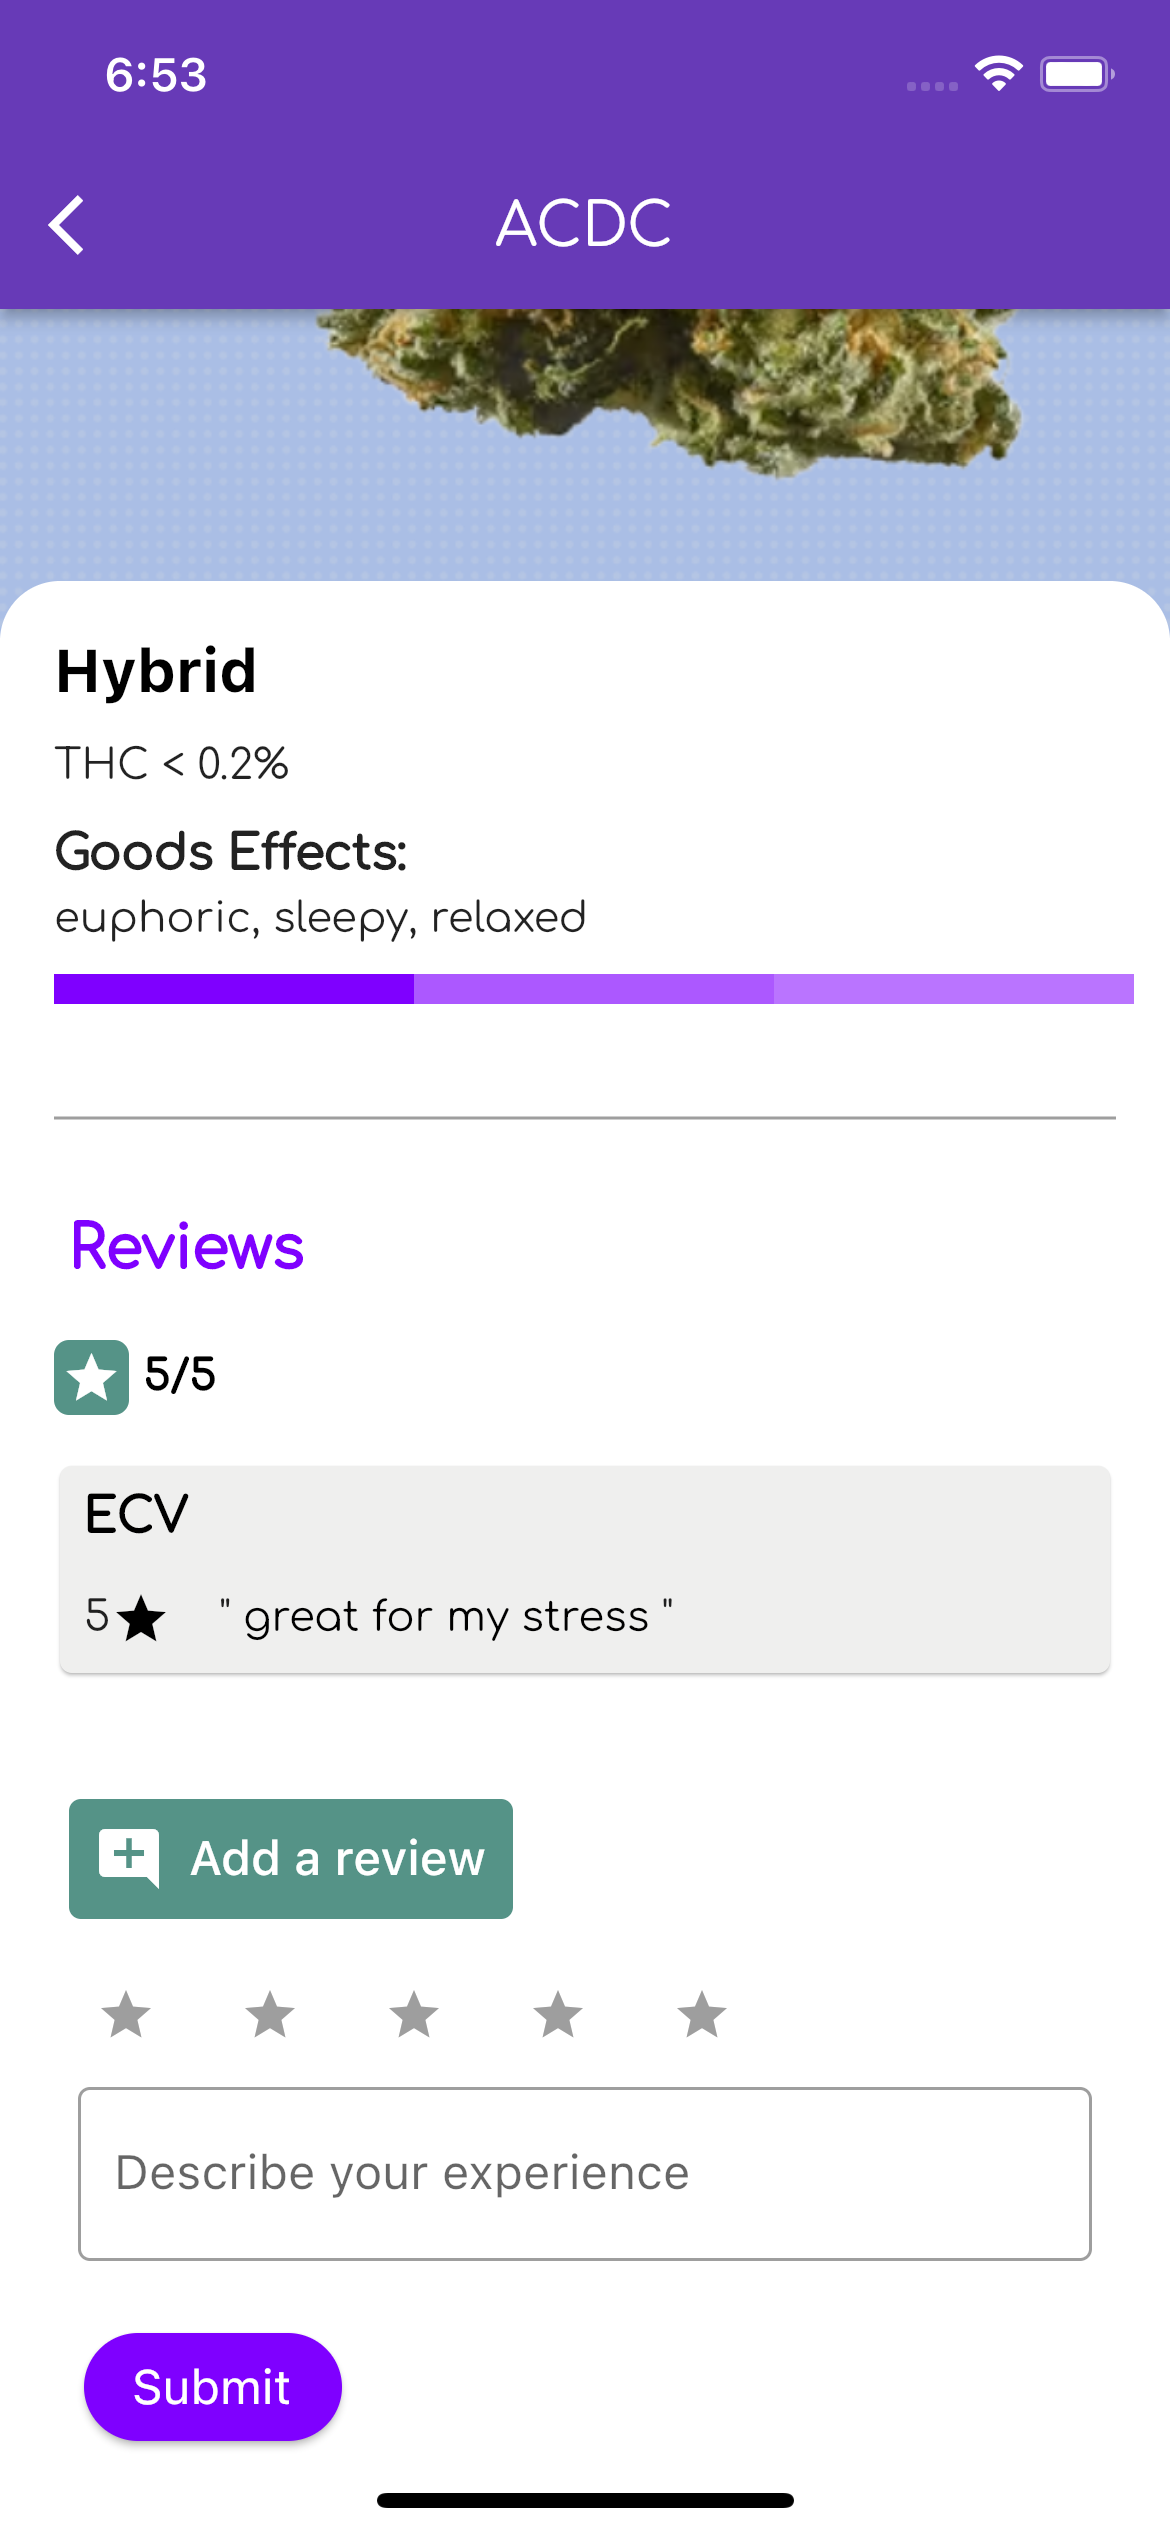 6:53
ACDC
Hybrid
THC < 0.2%
Goods Effects:
euphoric, sleepy, relaxed
Reviews
5/5
ECV
5 " great for my stress "
Add a review
Describe your experience
Submit